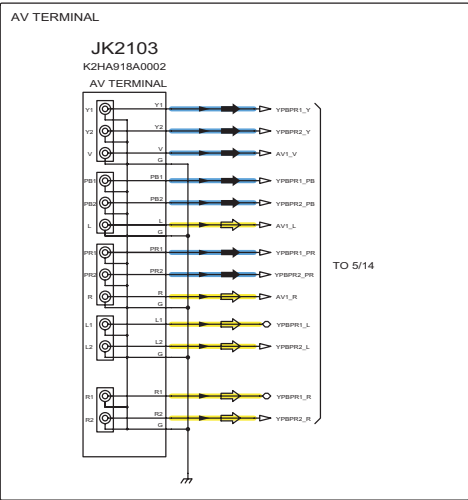 AV TERMINAL
JK2103
K2HA918A0002
AV TERMINAL
Y1 Y1 YPBPR1_Y
Y2 Y2 YPBPR2_Y
V V AV1_V
G
PB1 PB1 YPBPR1_PB
PB2 PB2 YPBPR2_PB
L L AV1_L
G
PR1 PR1 YPBPR1_PR
TO 5/14
PR2 PR2 YPBPR2_PR
R R AV1_R
G
L1 L1 YPBPR1_L
L2 L2 YPBPR2_L
G
R1 R1 YPBPR1_R
R2 R2 YPBPR2_R
G